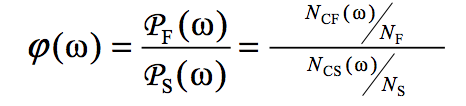 φ(ω) = 𝒫F(ω) / 𝒫S(ω) = NCF(ω)/NF / NCS(ω)/NS